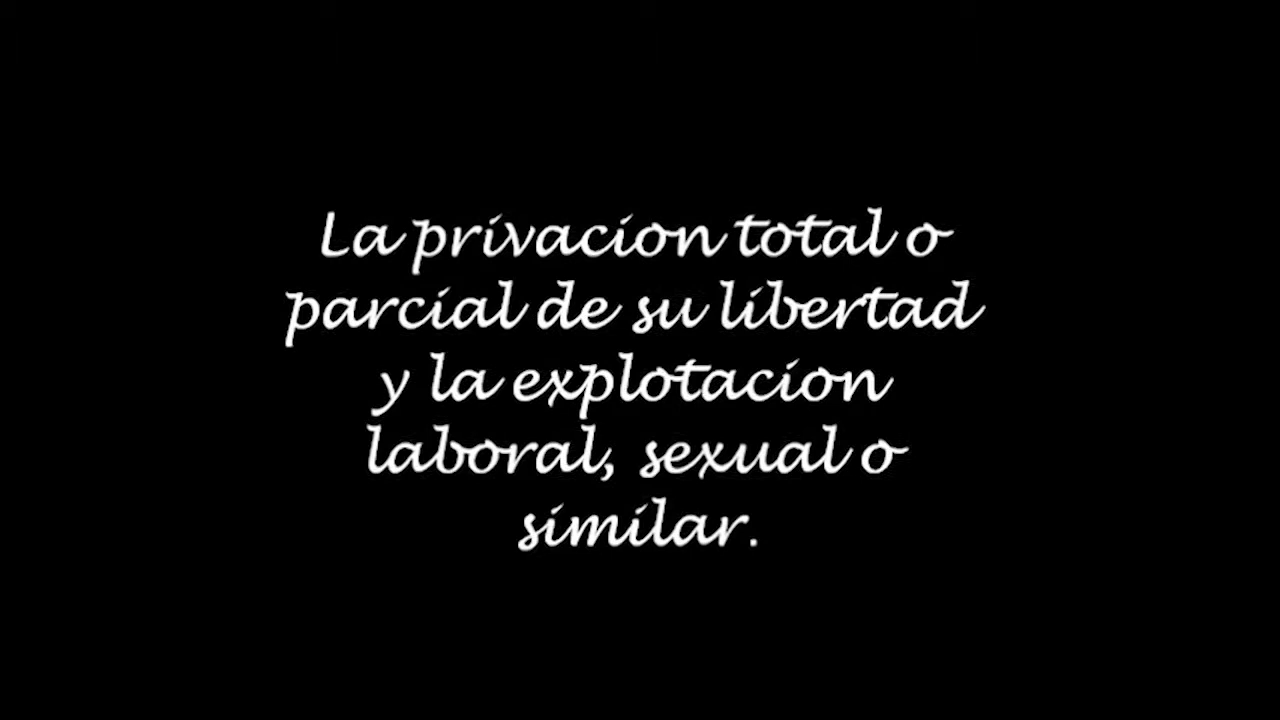 La privacion total o
parcial de su libertad
y la explotacion
laboral, sexual o
similar.